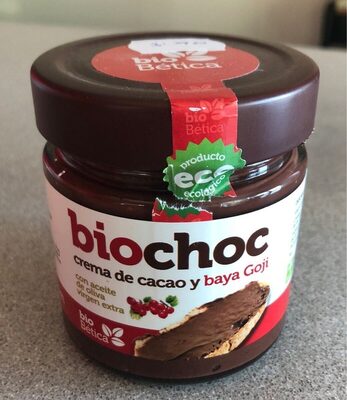 bio
Bética
bio
Bética
producto
eco
ecológico
biochoc
crema de cacao y baya Goji
con aceite
de oliva
virgen extra
bio
Bética